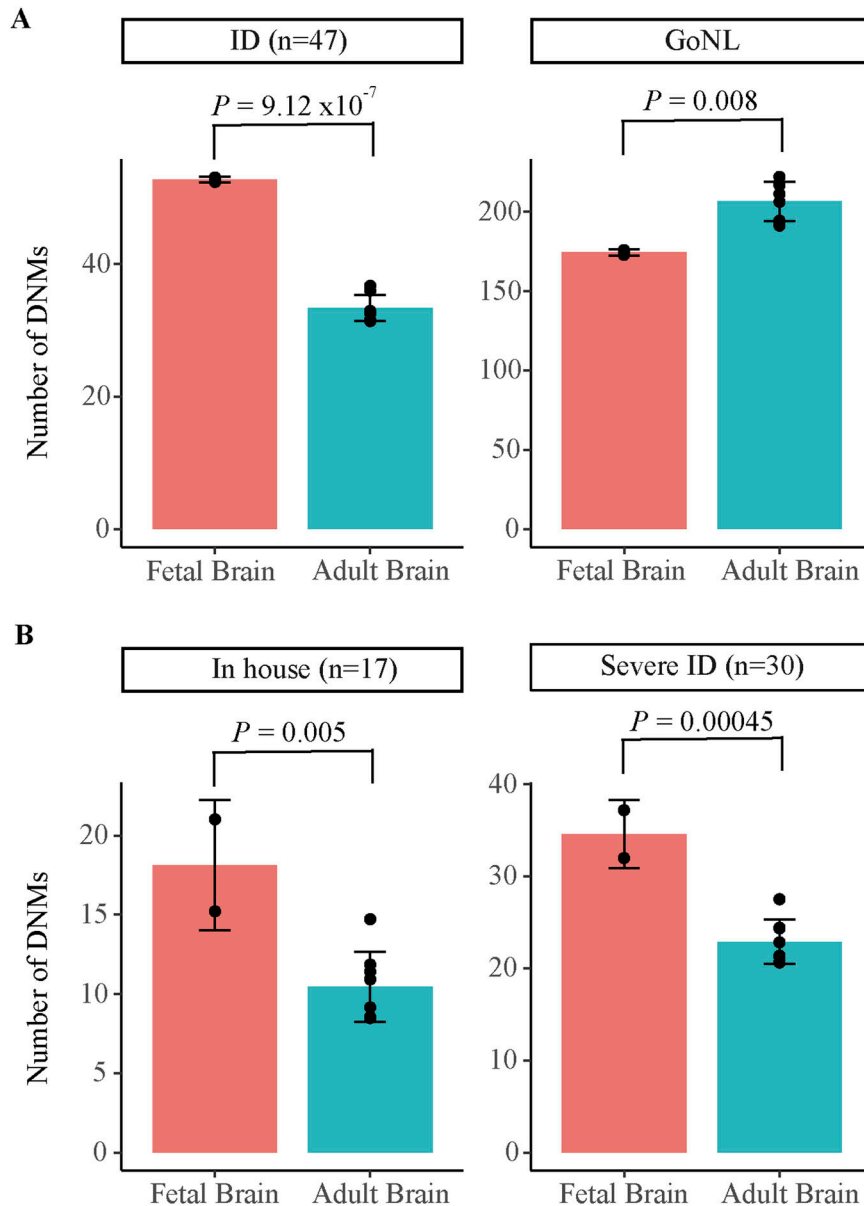 A
ID (n=47)
GoNL
P = 9.12 x10-7
P = 0.008
Number of DNMs
40
20
0
200
150
100
50
0
Fetal Brain
Adult Brain
Fetal Brain
Adult Brain
B
In house (n=17)
Severe ID (n=30)
P = 0.005
P = 0.00045
Number of DNMs
20
15
10
5
0
40
30
20
10
0
Fetal Brain
Adult Brain
Fetal Brain
Adult Brain